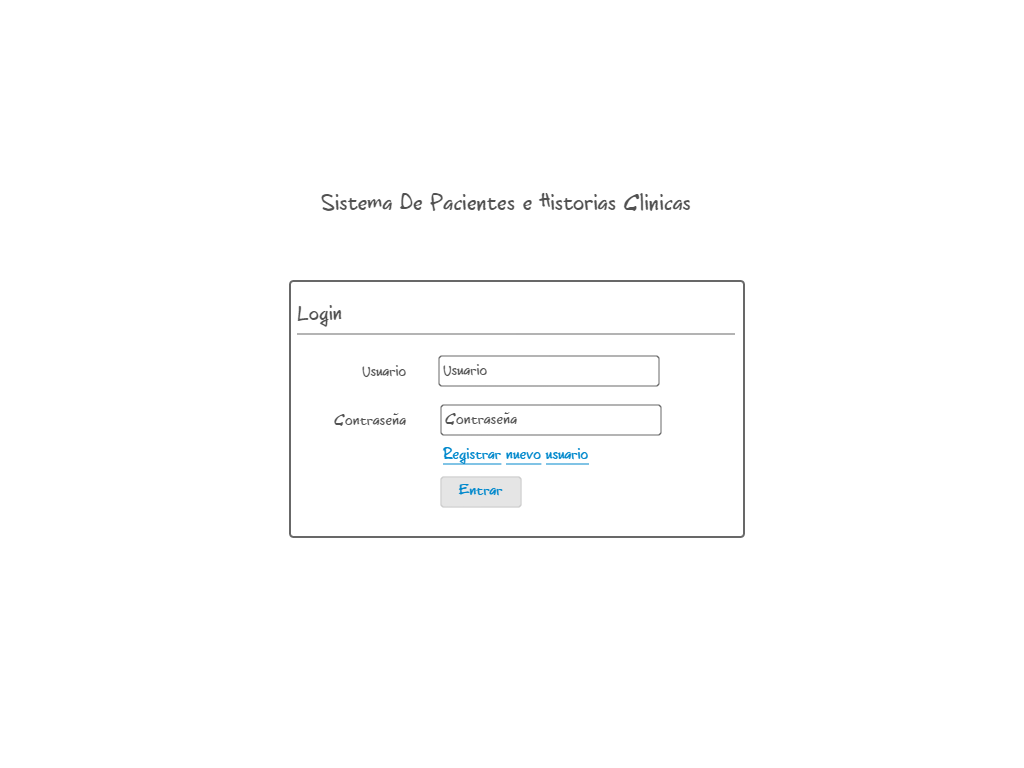 Sistema De Pacientes e Historias Clinicas
Login
Usuario Usuario
Contraseña Contraseña
Registrar nuevo usuario
Entrar